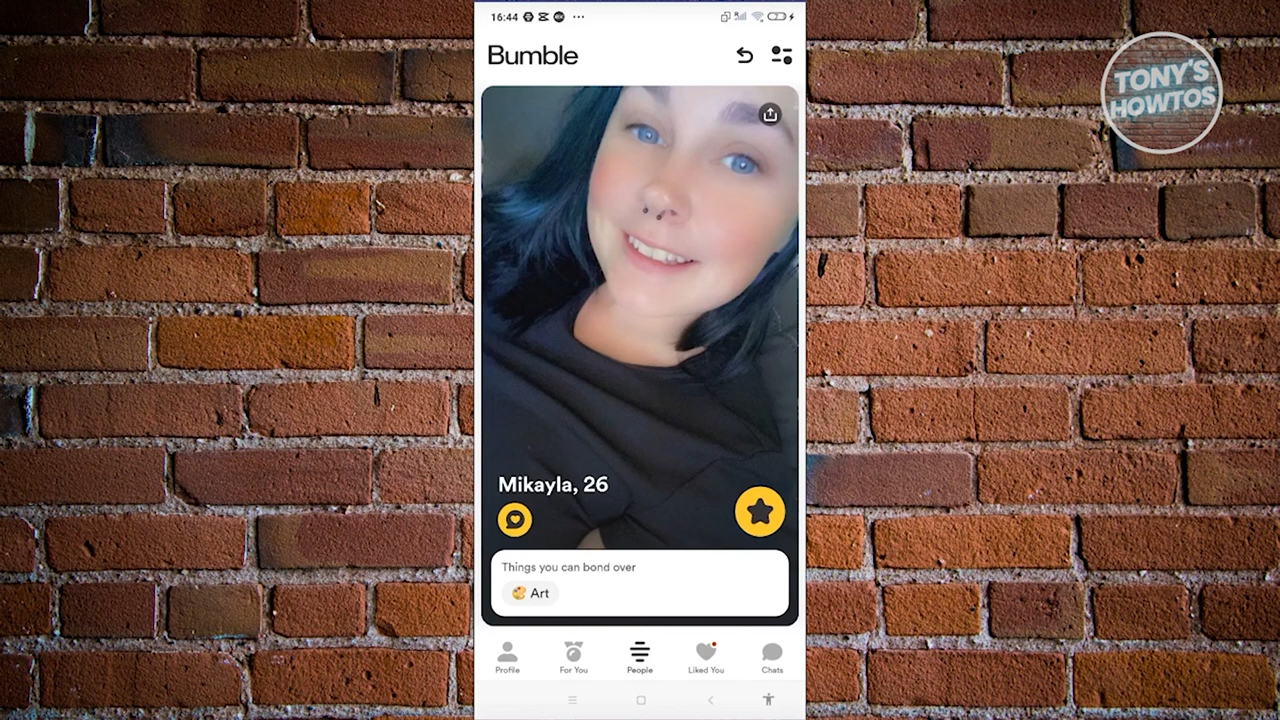 16:44
Bumble
TONY'S
HOWTOS
Mikayla, 26
Things you can bond over
Art
Profile
For You
People
Liked You
Chats